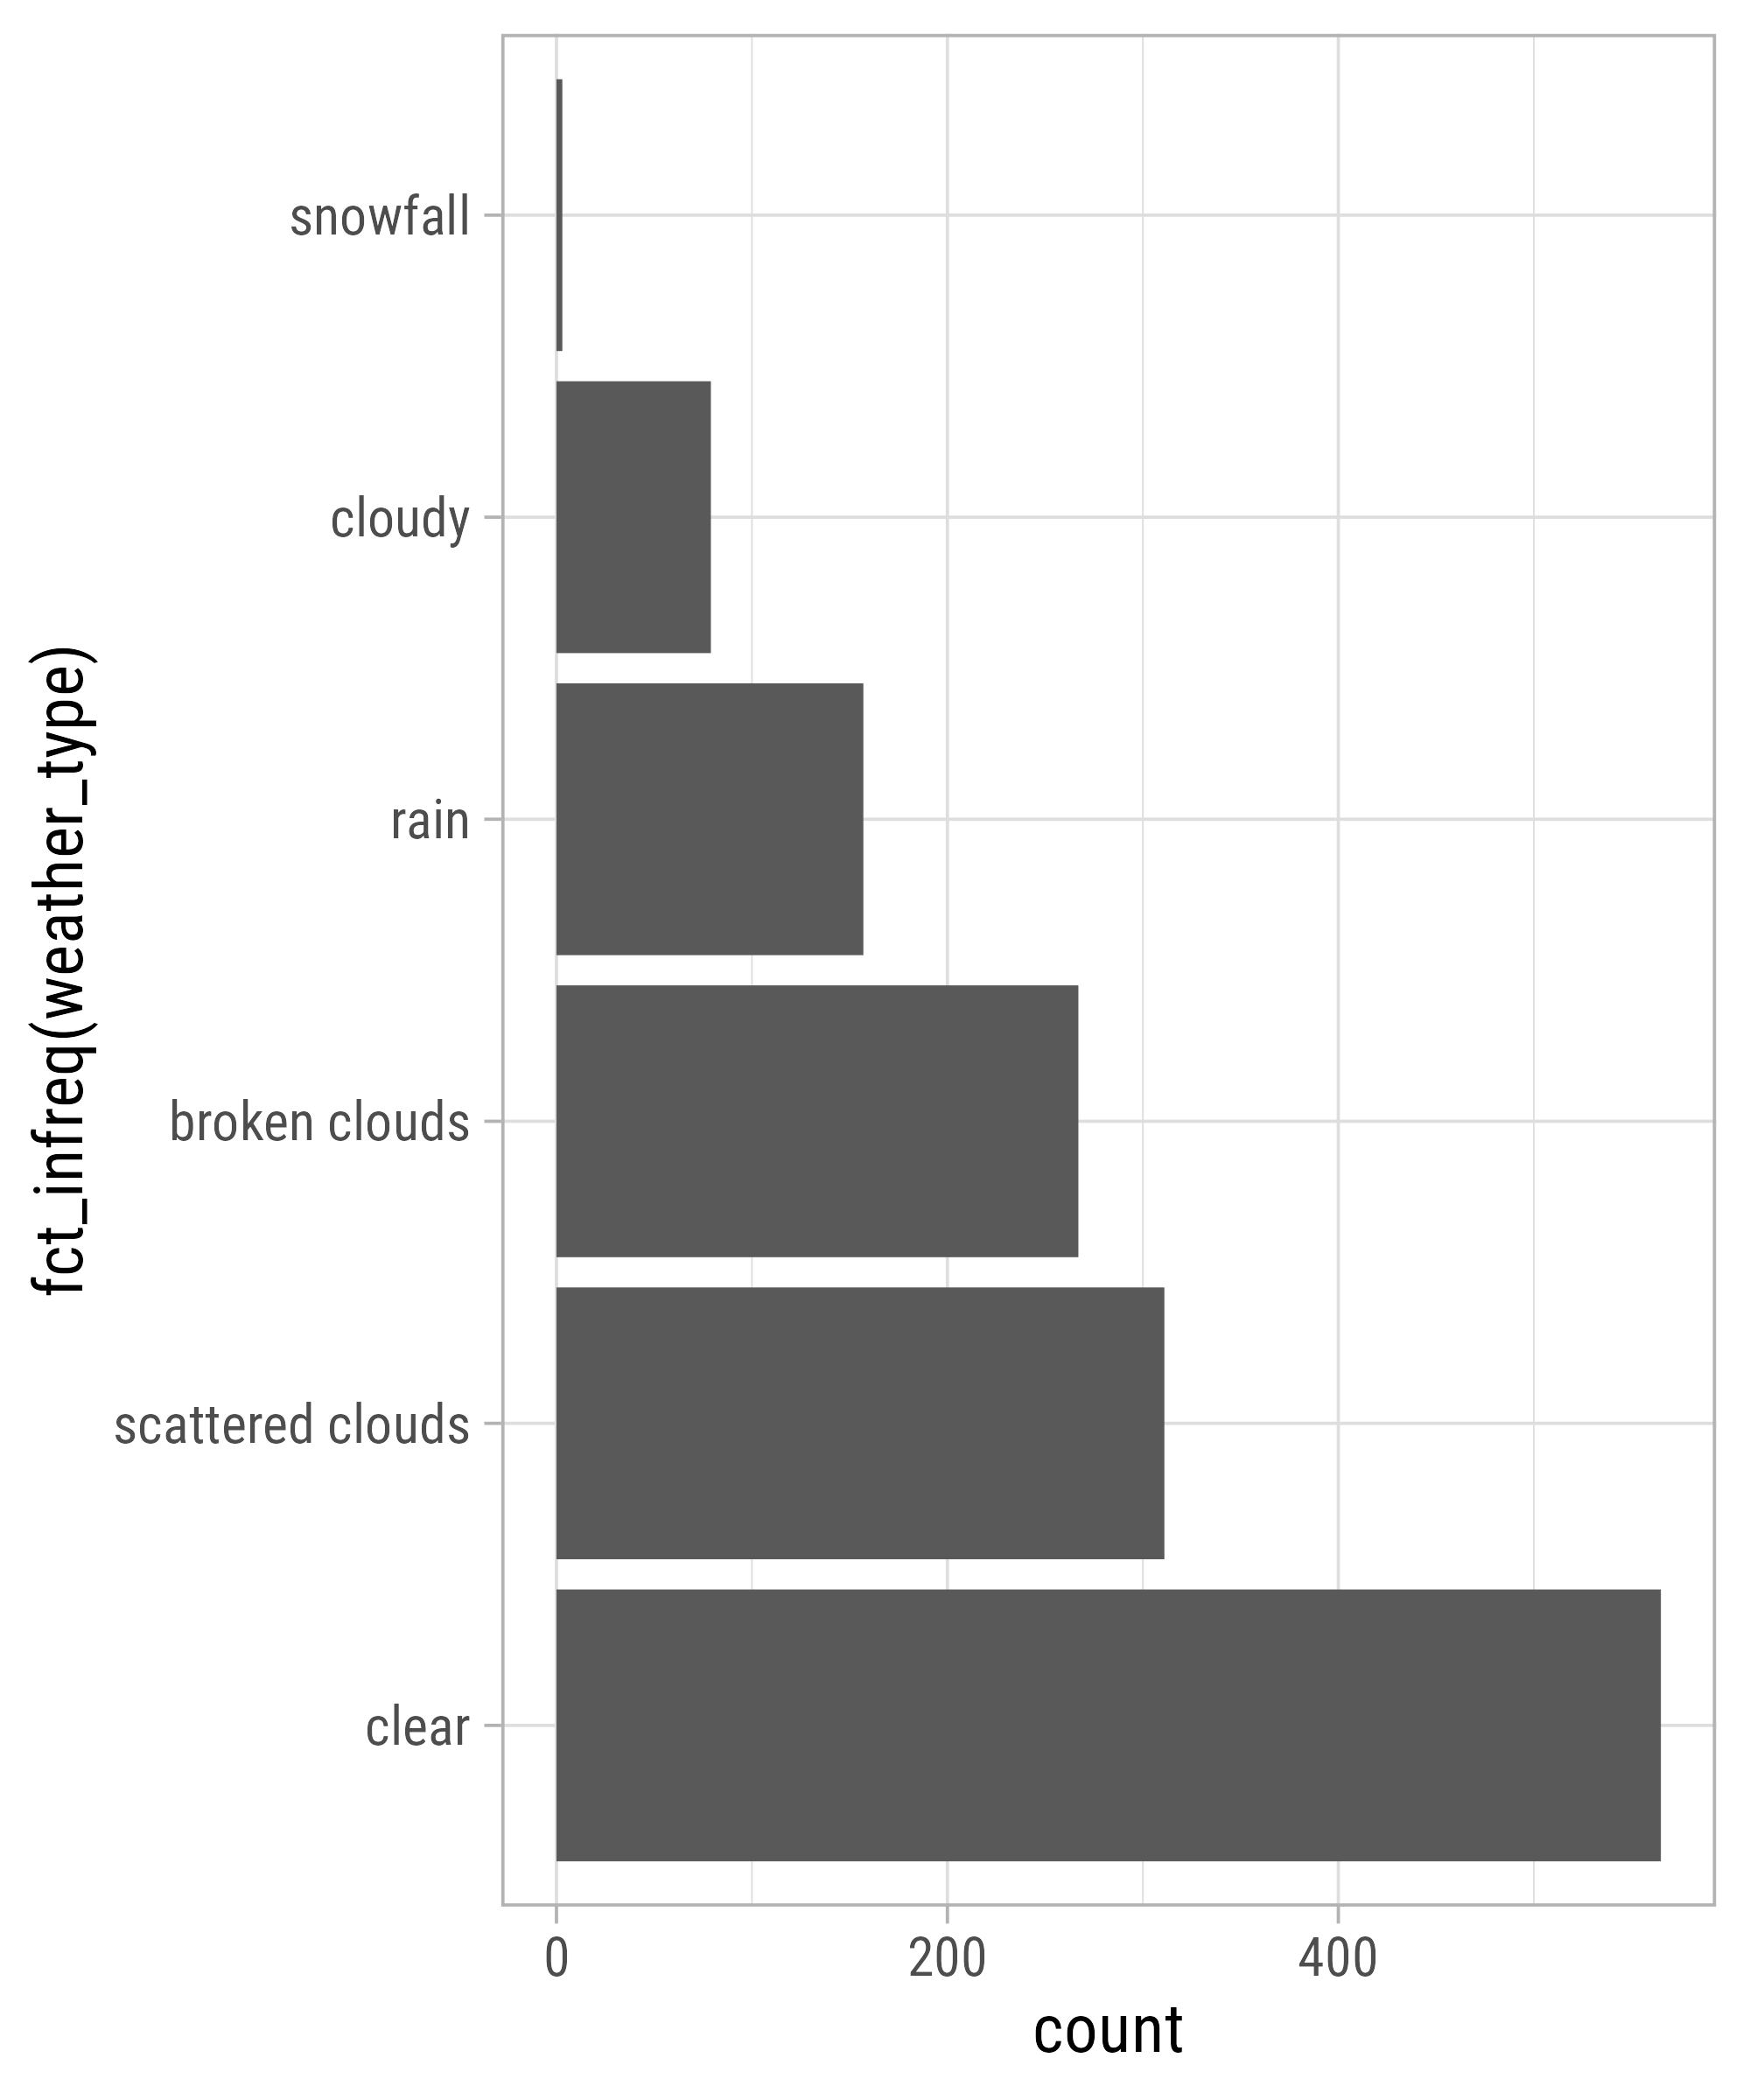 fct_infreq(weather_type)
snowfall
cloudy
rain
broken clouds
scattered clouds
clear
0 200 400
count